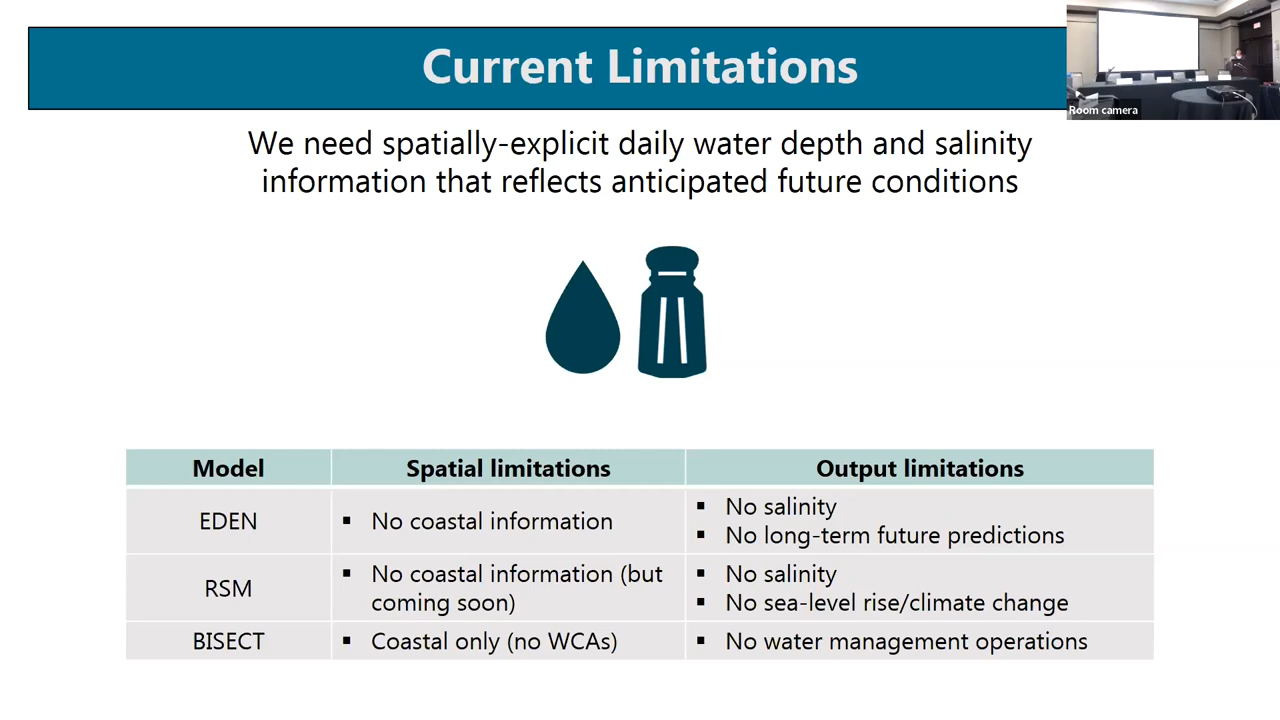 Current Limitations
Room camera
We need spatially-explicit daily water depth and salinity
information that reflects anticipated future conditions
Model Spatial limitations Output limitations
EDEN
▪ No coastal information
▪ No salinity
▪ No long-term future predictions
RSM
▪ No coastal information (but
coming soon)
▪ No salinity
▪ No sea-level rise/climate change
BISECT
▪ Coastal only (no WCAs)
▪ No water management operations